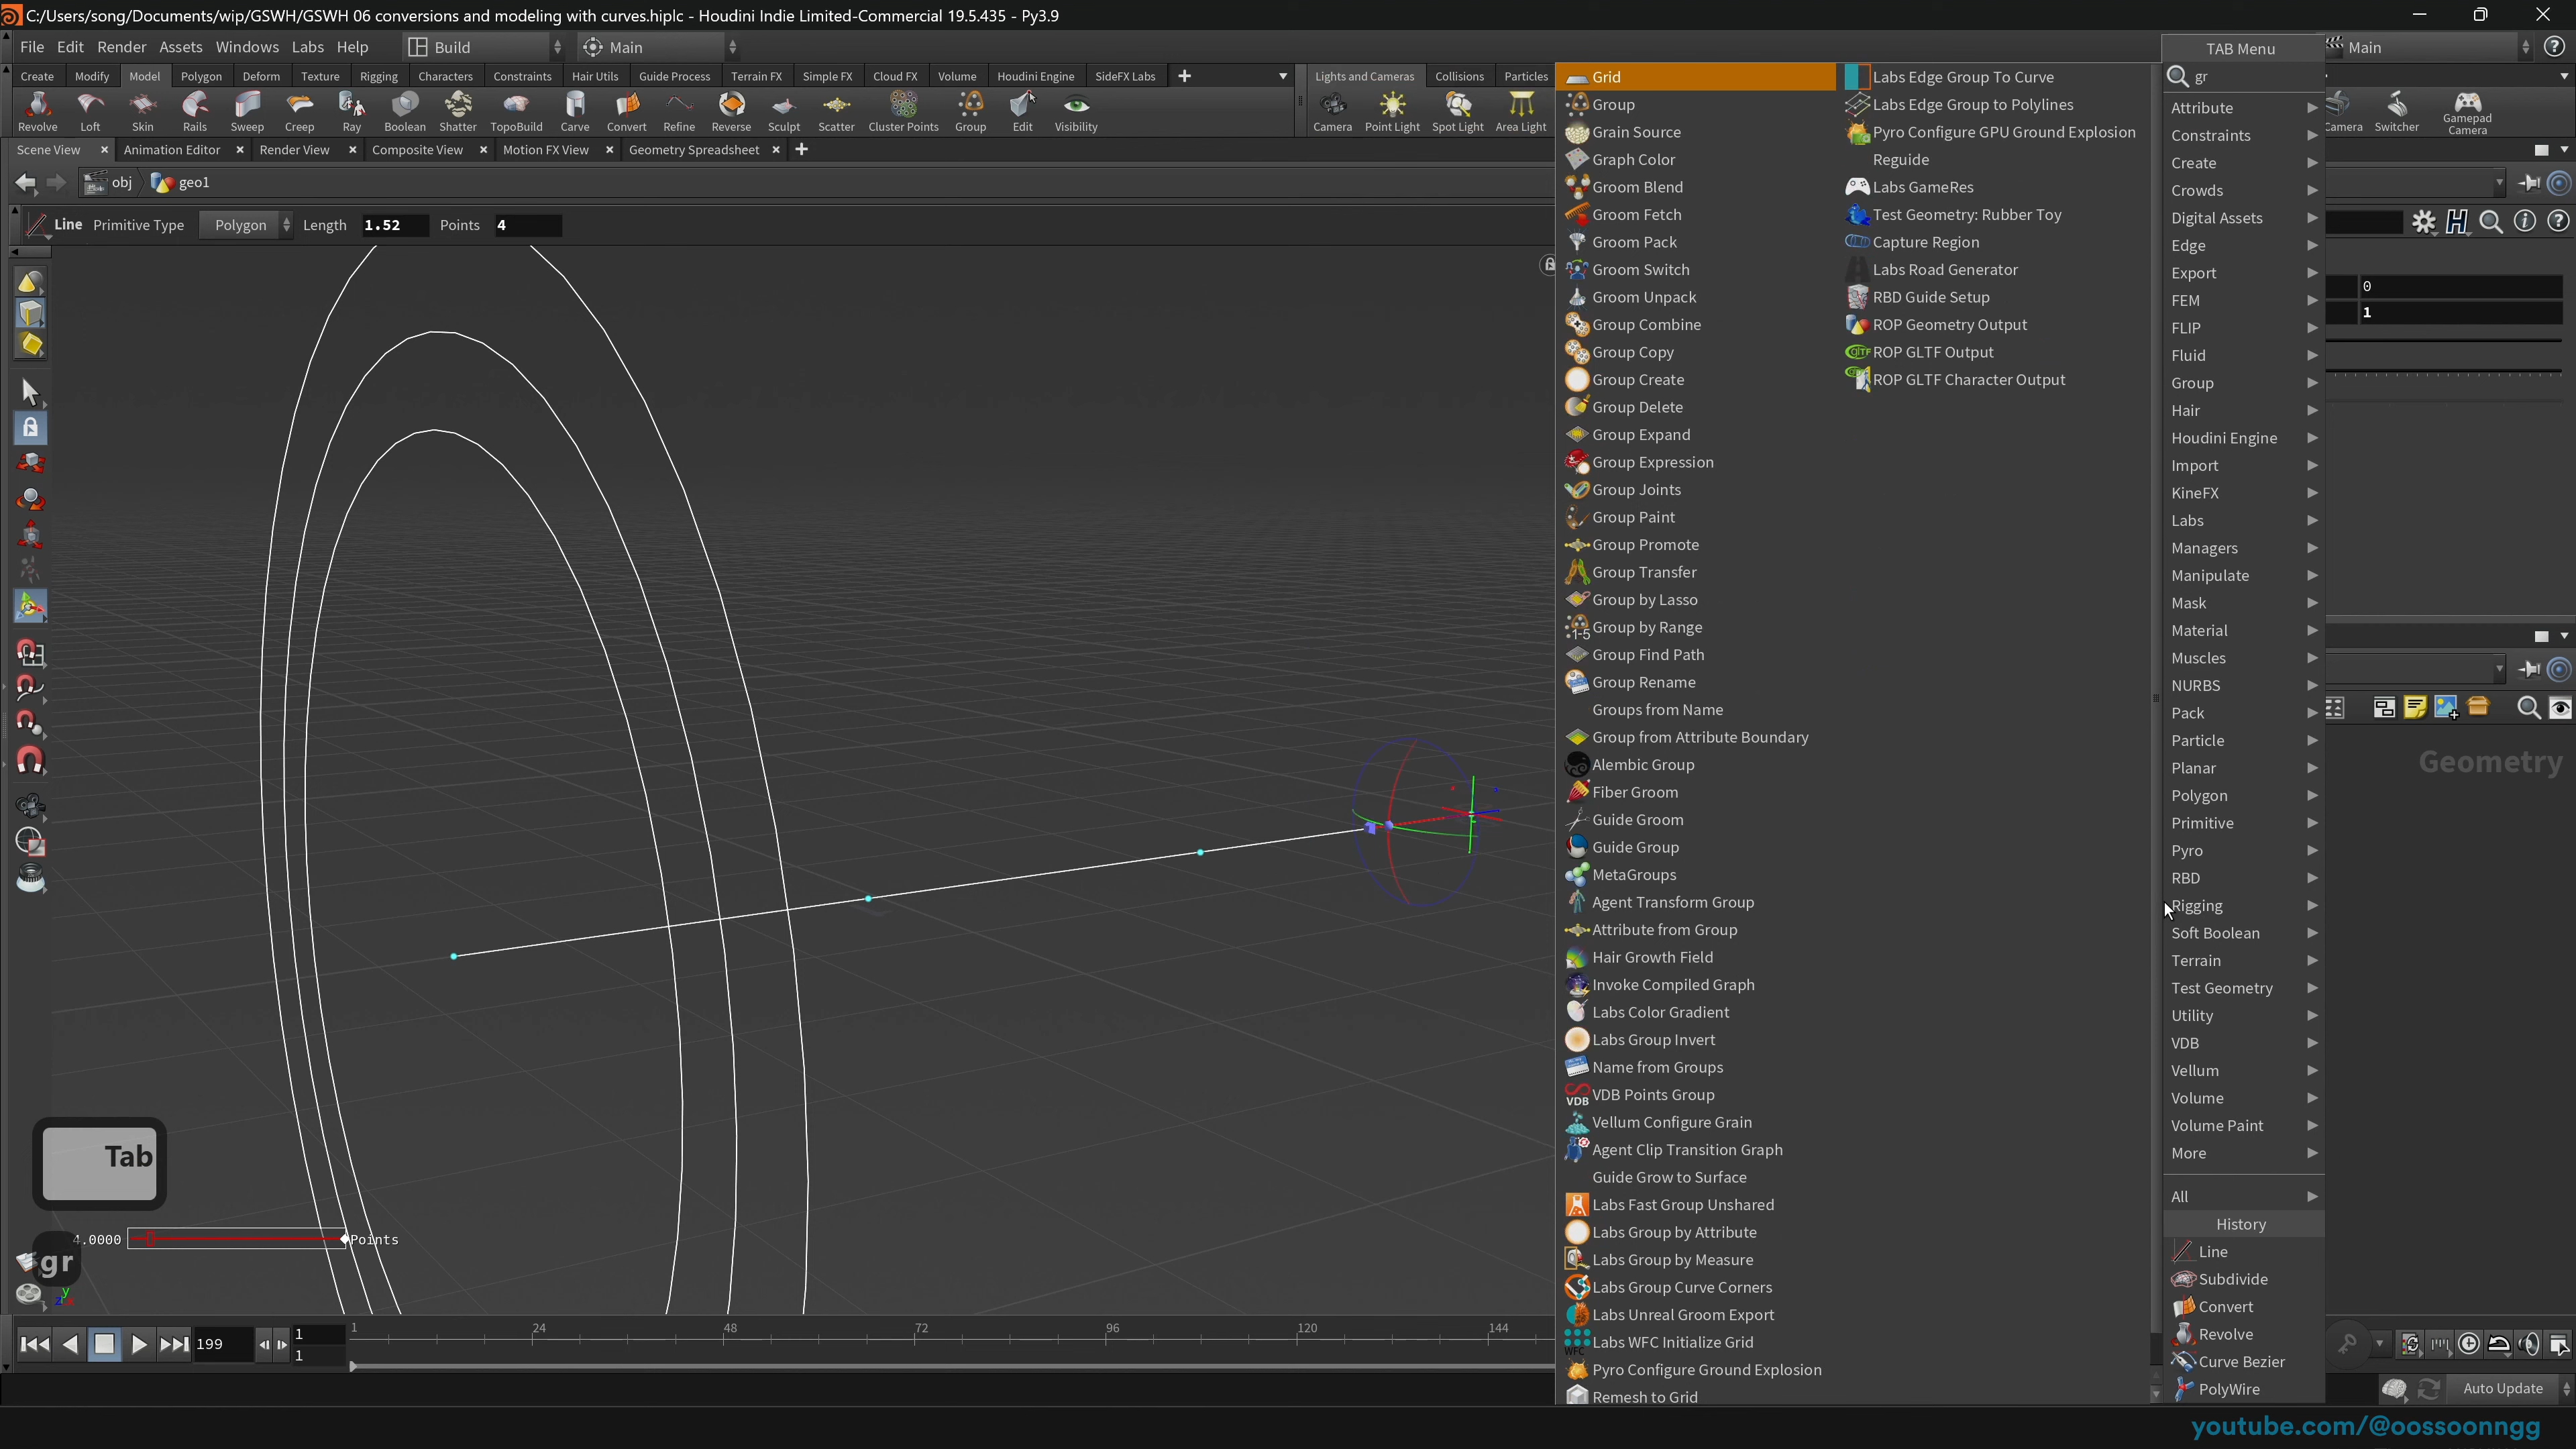 C:/Users/song/Documents/wip/GSWH/GSWH 06 conversions and modeling with curves.hiplc - Houdini Indie Limited-Commercial 19.5.435 - Py3.9
File Edit Render Assets Windows Labs Help Build Main
TAB Menu
Main
Create Modify Model Polygon Deform Texture Rigging Characters Constraints Hair Utils Guide Process Terrain FX Simple FX Cloud FX Volume Houdini Engine SideFX Labs
Lights and Cameras Collisions Particles
Revolve Loft Skin Rails Sweep Creep Ray Boolean Shatter TopoBuild Carve Convert Refine Reverse Sculpt Scatter Cluster Points Group Edit Visibility
Camera Point Light Spot Light Area Light
Camera Switcher Gamepad Camera
Scene View Animation Editor Render View Composite View Motion FX View Geometry Spreadsheet
obj geo1
Line Primitive Type Polygon Length 1.52 Points 4
gr
Grid
Group
Grain Source
Graph Color
Groom Blend
Groom Fetch
Groom Pack
Groom Switch
Groom Unpack
Group Combine
Group Copy
Group Create
Group Delete
Group Expand
Group Expression
Group Joints
Group Paint
Group Promote
Group Transfer
Group by Lasso
1-5 Group by Range
Group Find Path
Group Rename
Groups from Name
Group from Attribute Boundary
Alembic Group
Fiber Groom
Guide Groom
Guide Group
MetaGroups
Agent Transform Group
Attribute from Group
Hair Growth Field
Invoke Compiled Graph
Labs Color Gradient
Labs Group Invert
Name from Groups
VDB VDB Points Group
Vellum Configure Grain
Agent Clip Transition Graph
Guide Grow to Surface
Labs Fast Group Unshared
Labs Group by Attribute
Labs Group by Measure
Labs Group Curve Corners
Labs Unreal Groom Export
WFC Labs WFC Initialize Grid
Pyro Configure Ground Explosion
Remesh to Grid
Labs Edge Group To Curve
Labs Edge Group to Polylines
Pyro Configure GPU Ground Explosion
Reguide
Labs GameRes
Test Geometry: Rubber Toy
Capture Region
Labs Road Generator
RBD Guide Setup
ROP Geometry Output
glTF ROP GLTF Output
ROP GLTF Character Output
Attribute
Constraints
Create
Crowds
Digital Assets
Edge
Export
FEM
FLIP
Fluid
Group
Hair
Houdini Engine
Import
KineFX
Labs
Managers
Manipulate
Mask
Material
Muscles
NURBS
Pack
Particle
Planar
Polygon
Primitive
Pyro
RBD
Rigging
Soft Boolean
Terrain
Test Geometry
Utility
VDB
Vellum
Volume
Volume Paint
More
All
History
Line
Subdivide
Convert
Revolve
Curve Bezier
PolyWire
0
1
Geometry
Tab
4.0000 Points
gr
y
z
199 1
1
1 24 48 72 96 120 144
Auto Update
youtube.com/@oossoonngg